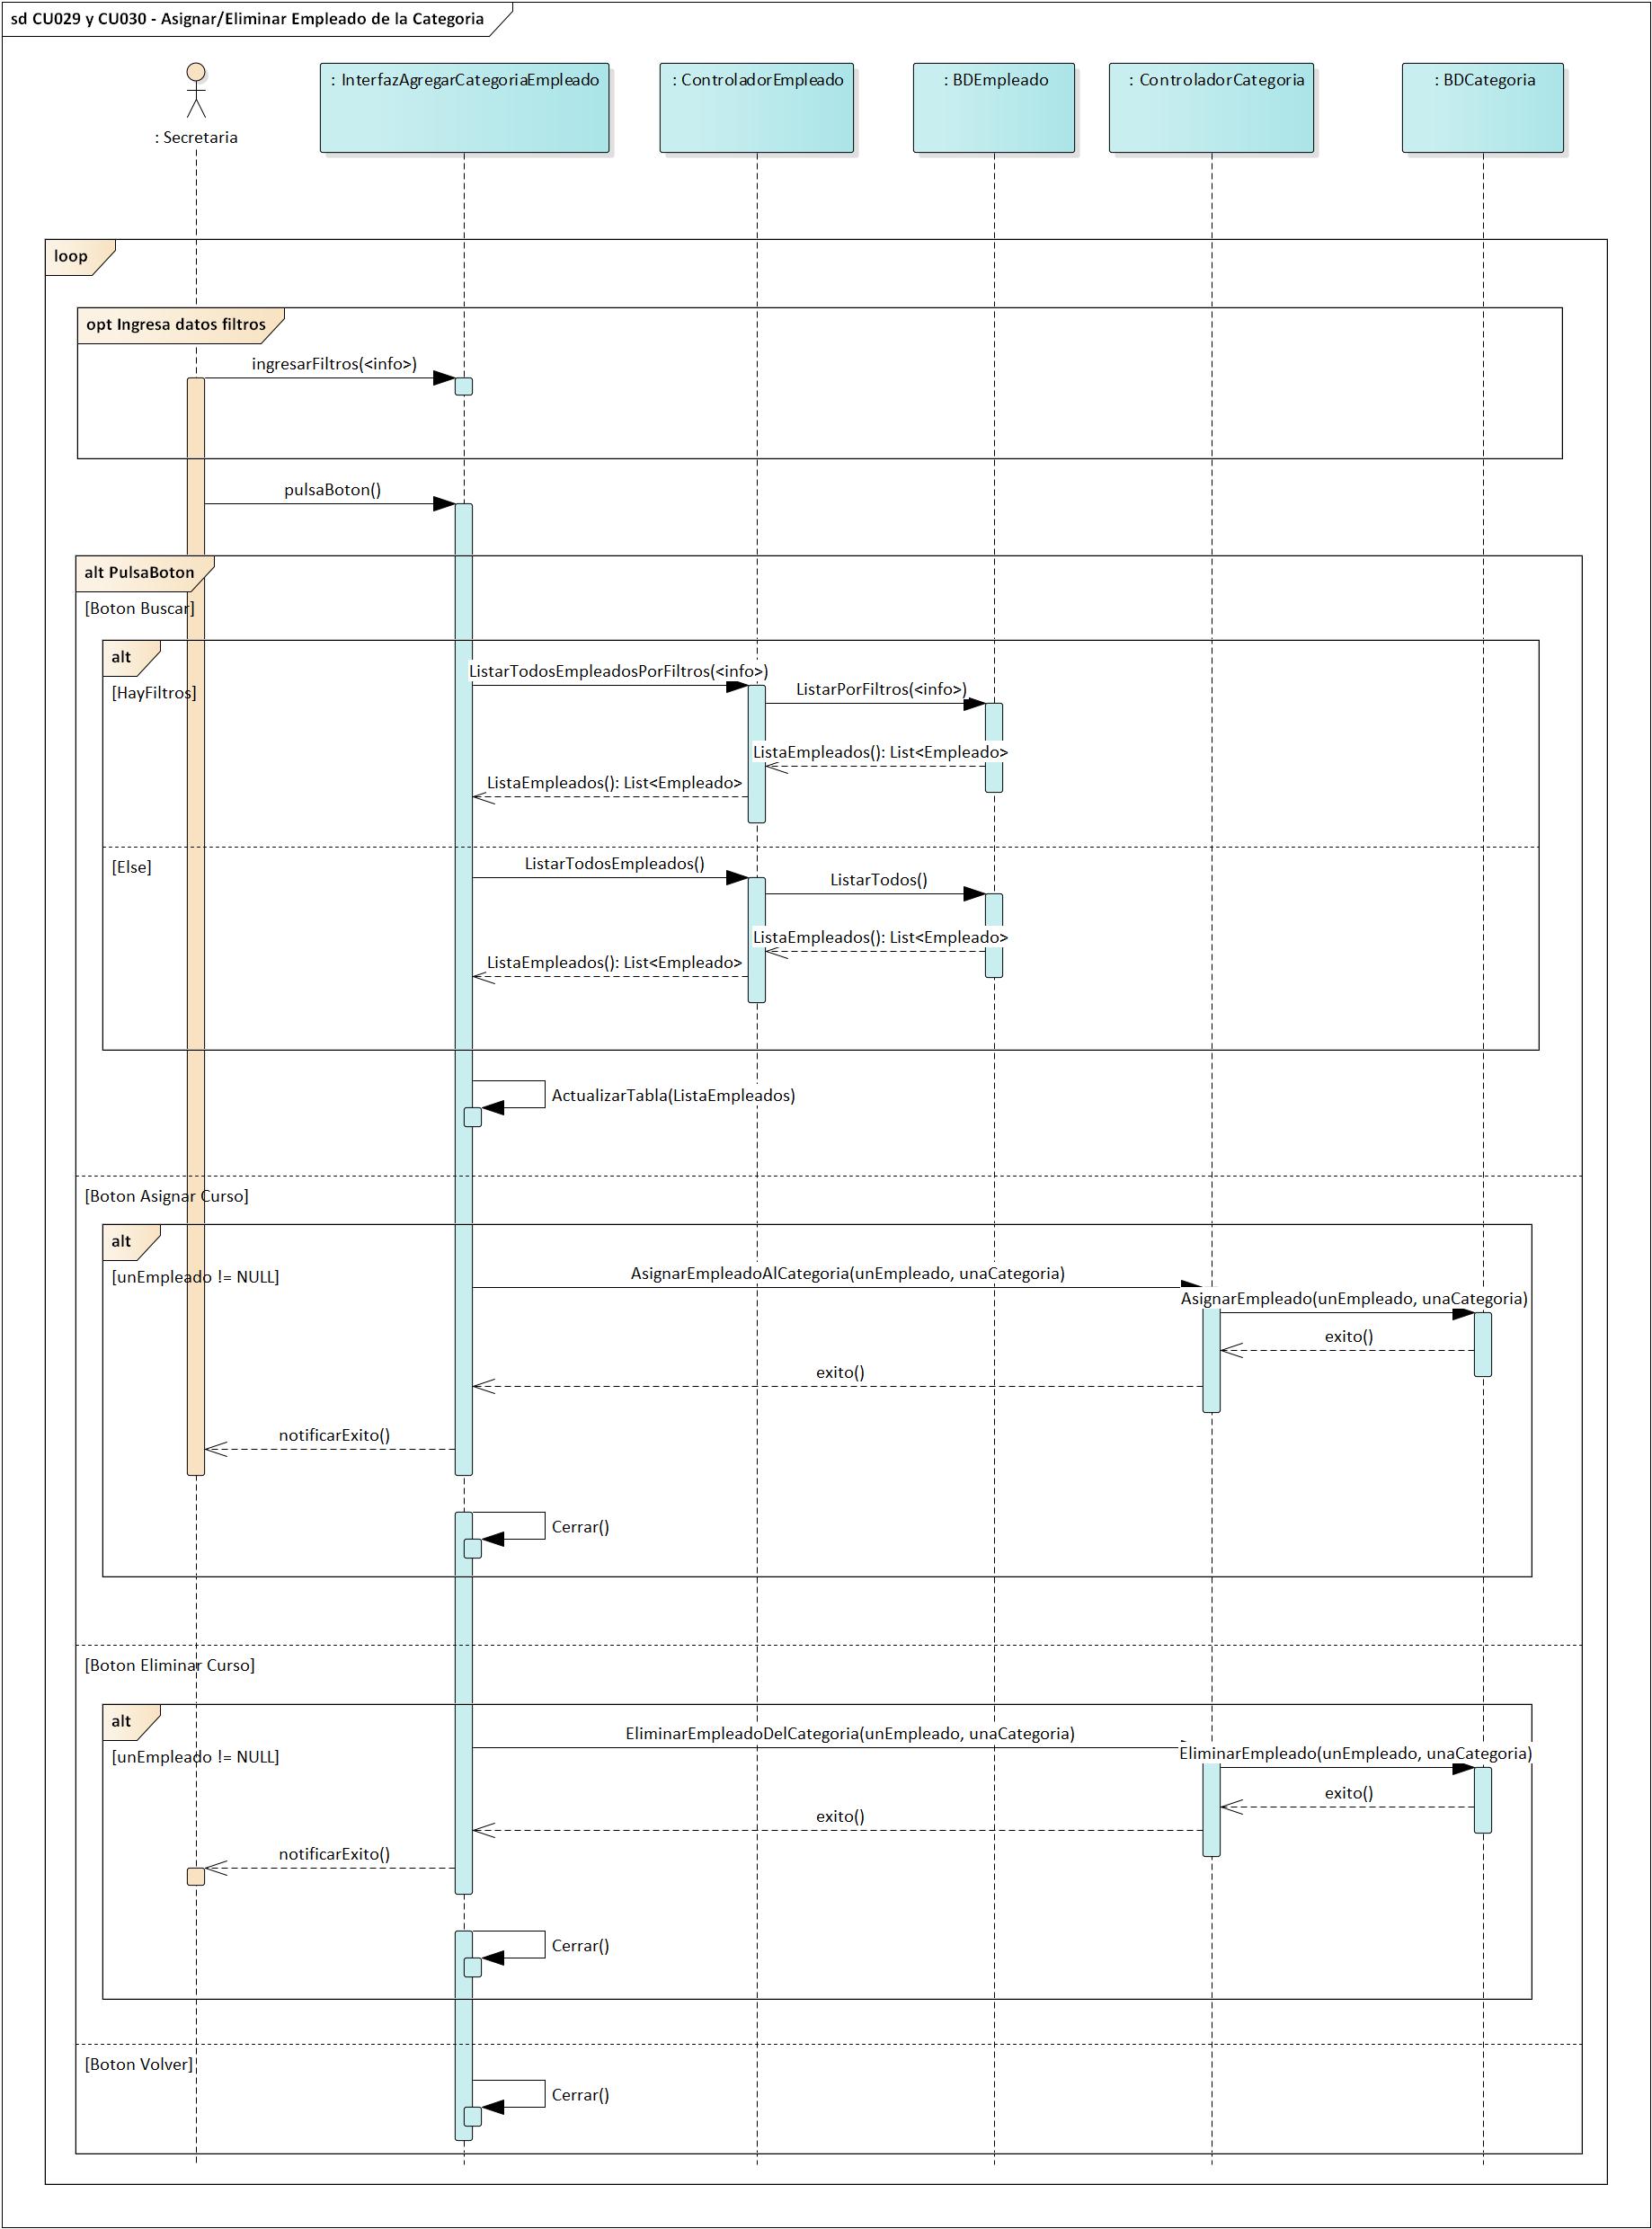 sd CU029 y CU030 - Asignar/Eliminar Empleado de la Categoria
: Secretaria
: InterfazAgregarCategoriaEmpleado
: ControladorEmpleado
: BDEmpleado
: ControladorCategoria
: BDCategoria
loop
opt Ingresa datos filtros
ingresarFiltros(<info>)
pulsaBoton()
alt PulsaBoton
[Boton Buscar]
alt
[HayFiltros]
ListarTodosEmpleadosPorFiltros(<info>)
ListarPorFiltros(<info>)
ListaEmpleados(): List<Empleado>
ListaEmpleados(): List<Empleado>
[Else]
ListarTodosEmpleados()
ListarTodos()
ListaEmpleados(): List<Empleado>
ListaEmpleados(): List<Empleado>
ActualizarTabla(ListaEmpleados)
[Boton Asignar Curso]
alt
[unEmpleado != NULL]
AsignarEmpleadoAlCategoria(unEmpleado, unaCategoria)
AsignarEmpleado(unEmpleado, unaCategoria)
exito()
exito()
notificarExito()
Cerrar()
[Boton Eliminar Curso]
alt
[unEmpleado != NULL]
EliminarEmpleadoDelCategoria(unEmpleado, unaCategoria)
EliminarEmpleado(unEmpleado, unaCategoria)
exito()
exito()
notificarExito()
Cerrar()
[Boton Volver]
Cerrar()